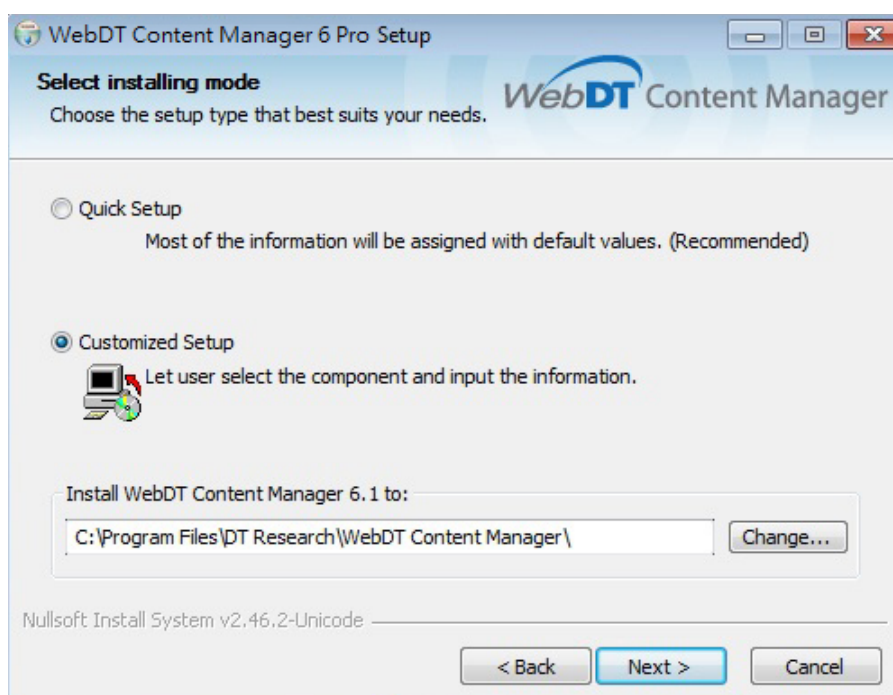 WebDT Content Manager 6 Pro Setup
Select installing mode
Choose the setup type that best suits your needs.
WebDT Content Manager
Quick Setup
Most of the information will be assigned with default values. (Recommended)
Customized Setup
Let user select the component and input the information.
Install WebDT Content Manager 6.1 to:
C:\Program Files\DT Research\WebDT Content Manager\
Change...
Nullsoft Install System v2.46.2-Unicode
< Back
Next >
Cancel